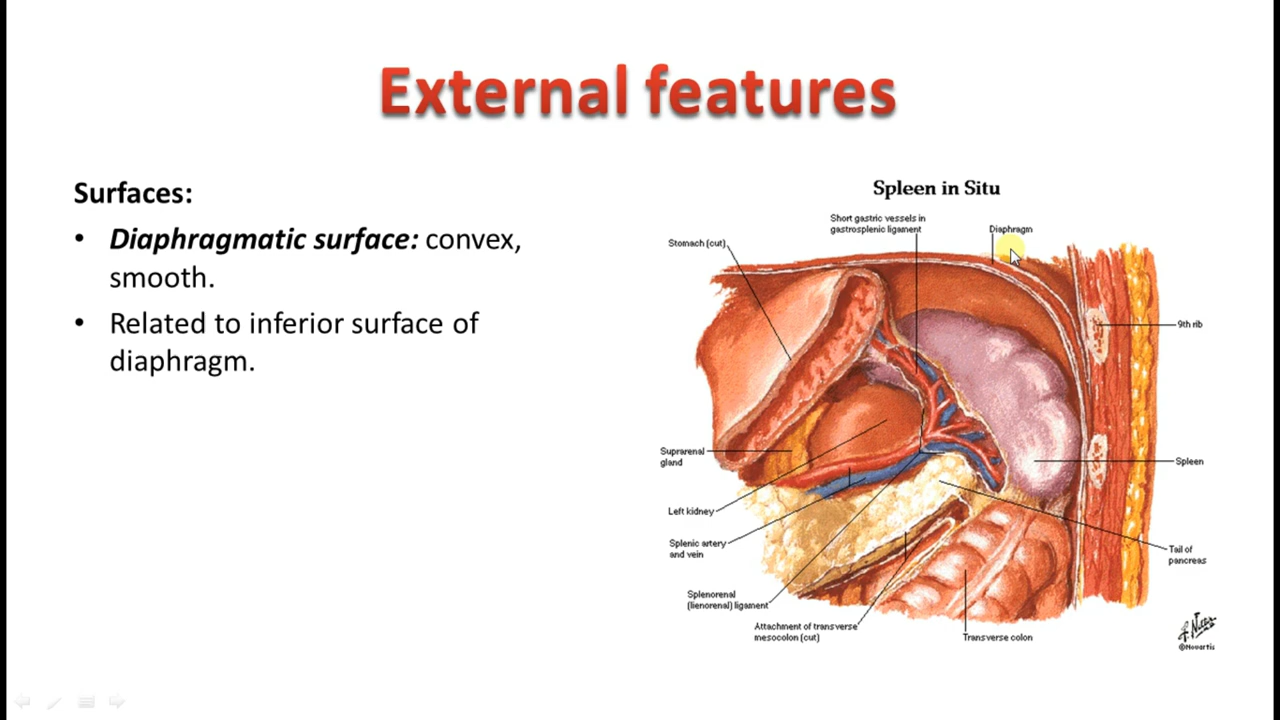 External features
Surfaces:
• Diaphragmatic surface: convex,
smooth.
• Related to inferior surface of
diaphragm.
Spleen in Situ
Short gastric vessels in
gastrosplenic ligament
Diaphragm
Stomach (cut)
9th rib
Suprarenal
gland
Spleen
Left kidney
Splenic artery
and vein
Tail of
pancreas
Splenorenal
(lienorenal) ligament
Attachment of transverse
mesocolon (cut)
Transverse colon
©Novartis